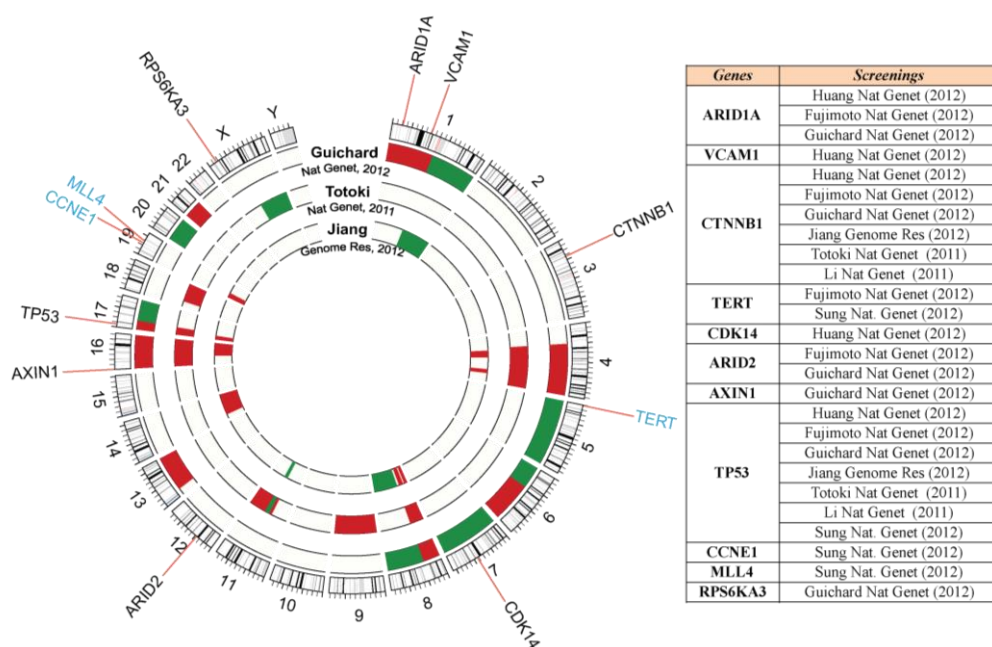 ARID1A
VCAM1
RPS6KA3
CTNNB1
MLL4
CCNE1
TP53
AXIN1
TERT
ARID2
CDK14
1
2
3
4
5
6
7
8
9
10
11
12
13
14
15
16
17
18
19
20
21
22
X
Y
Guichard
Nat Genet, 2012
Totoki
Nat Genet, 2011
Jiang
Genome Res, 2012
Genes Screenings
ARID1A
Huang Nat Genet (2012)
Fujimoto Nat Genet (2012)
Guichard Nat Genet (2012)
VCAM1 Huang Nat Genet (2012)
CTNNB1
Huang Nat Genet (2012)
Fujimoto Nat Genet (2012)
Guichard Nat Genet (2012)
Jiang Genome Res (2012)
Totoki Nat Genet (2011)
Li Nat Genet (2011)
TERT
Fujimoto Nat Genet (2012)
Sung Nat. Genet (2012)
CDK14 Huang Nat Genet (2012)
ARID2
Fujimoto Nat Genet (2012)
Guichard Nat Genet (2012)
AXIN1 Guichard Nat Genet (2012)
TP53
Huang Nat Genet (2012)
Fujimoto Nat Genet (2012)
Guichard Nat Genet (2012)
Jiang Genome Res (2012)
Totoki Nat Genet (2011)
Li Nat Genet (2011)
Sung Nat. Genet (2012)
CCNE1 Sung Nat. Genet (2012)
MLL4 Sung Nat. Genet (2012)
RPS6KA3 Guichard Nat Genet (2012)